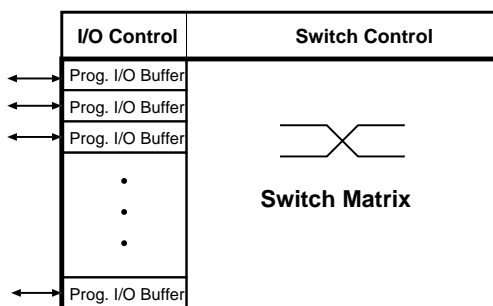 I/O Control
Switch Control
Prog. I/O Buffer
Prog. I/O Buffer
Prog. I/O Buffer
Switch Matrix
Prog. I/O Buffer